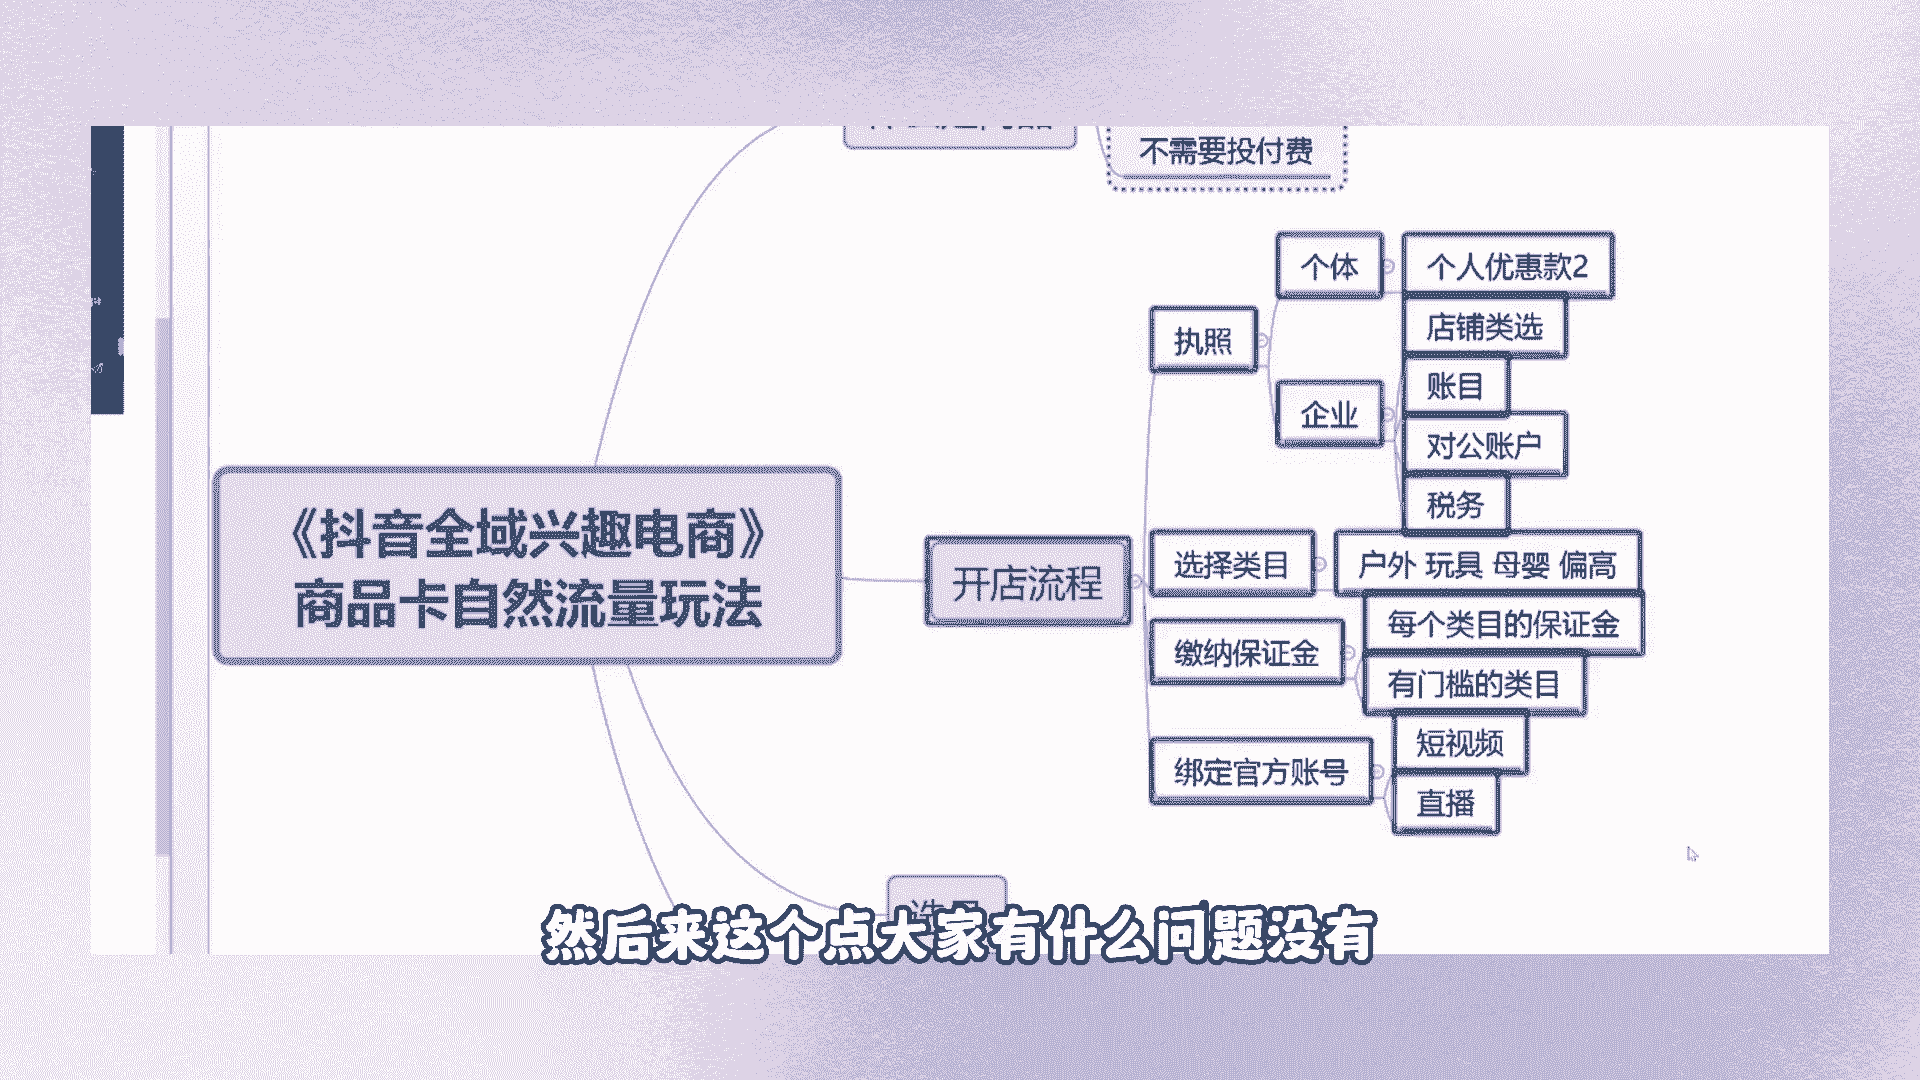 不需要投付费
个体
个人优惠款2
店铺类选
执照
账目
企业
对公账户
税务
《抖音全域兴趣电商》
商品卡自然流量玩法
开店流程
选择类目
户外 玩具 母婴 偏高
每个类目的保证金
缴纳保证金
有门槛的类目
短视频
绑定官方账号
直播
然后来这个点大家有什么问题没有